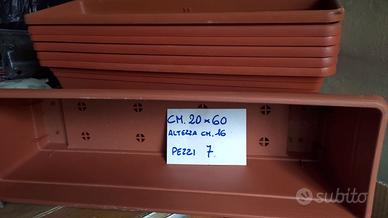 CM. 20×60
ALTEZZA CM. 16
PEZZI 7.
subito